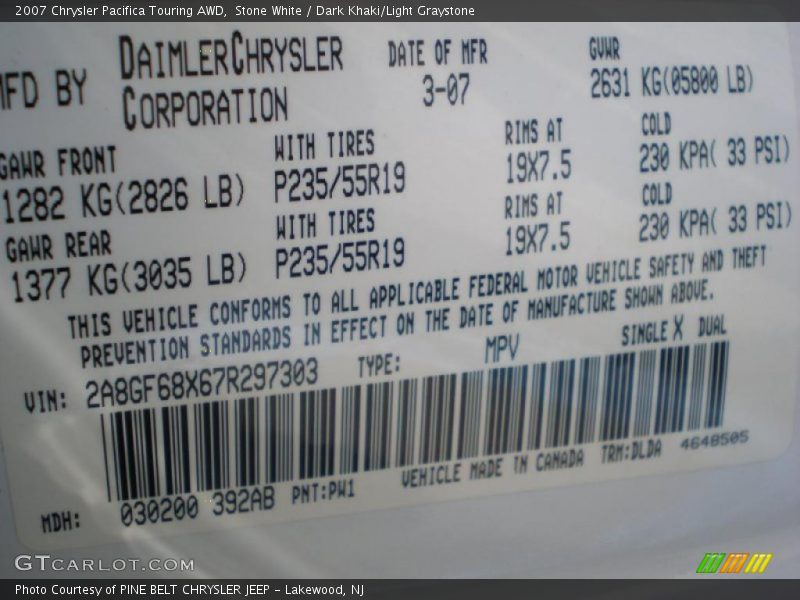 2007 Chrysler Pacifica Touring AWD,  Stone White / Dark Khaki/Light Graystone
MFD BY DAIMLERCHRYSLER CORPORATION DATE OF MFR 3-07 GVWR 2631 KG(05800 LB)
GAWR FRONT WITH TIRES RIMS AT COLD
1282 KG(2826 LB) P235/55R19 19X7.5 230 KPA( 33 PSI)
GAWR REAR WITH TIRES RIMS AT COLD
1377 KG(3035 LB) P235/55R19 19X7.5 230 KPA( 33 PSI)
THIS VEHICLE CONFORMS TO ALL APPLICABLE FEDERAL MOTOR VEHICLE SAFETY AND THEFT
PREVENTION STANDARDS IN EFFECT ON THE DATE OF MANUFACTURE SHOWN ABOVE.
VIN: 2A8GF68X67R297303 TYPE: MPV SINGLE X DUAL
MDH: 030200 392AB PNT:PW1 VEHICLE MADE IN CANADA TRM:DLDA 4648505
GTCARLOT.COM
Photo Courtesy of PINE BELT CHRYSLER JEEP - Lakewood, NJ